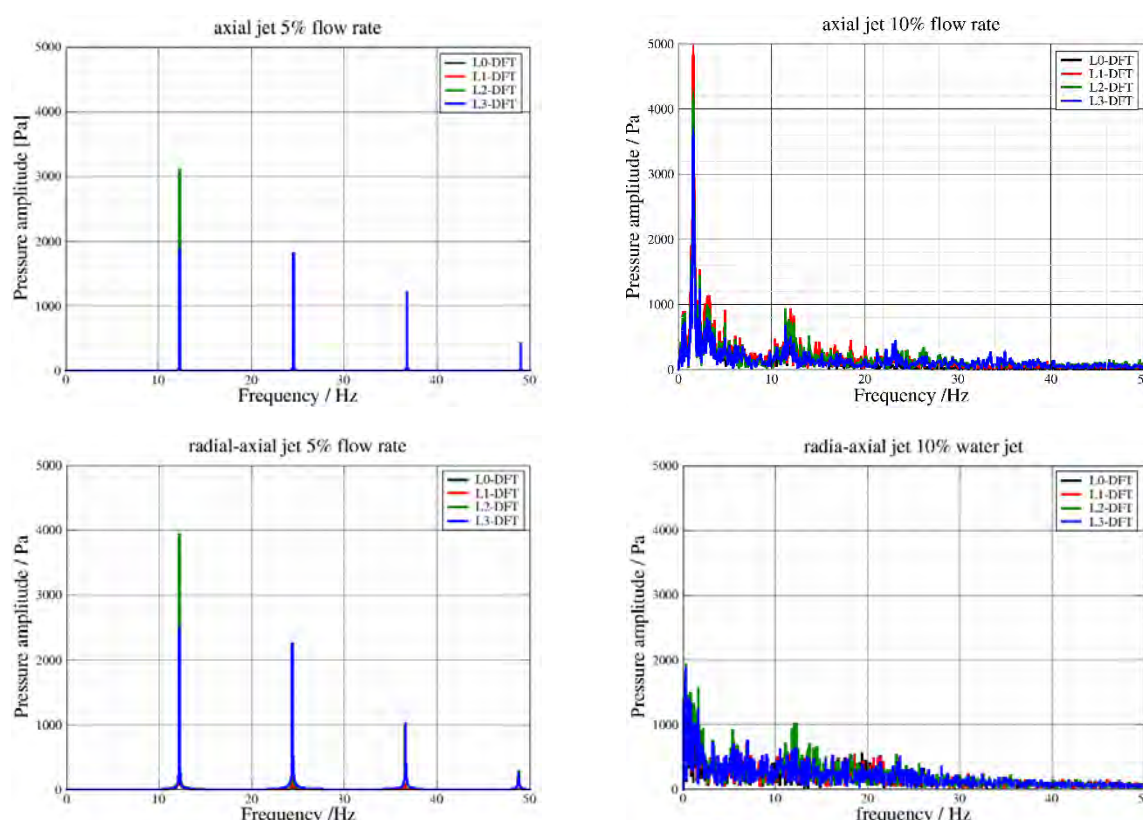 axial jet 5% flow rate
5000
4000
3000
2000
1000
0
Pressure amplitude [Pa]
L0-DFT
L1-DFT
L2-DFT
L3-DFT
0 10 20 30 40 50
Frequency / Hz
axial jet 10% flow rate
5000
4000
3000
2000
1000
0
Pressure amplitude / Pa
L0-DFT
L1-DFT
L2-DFT
L3-DFT
0 10 20 30 40 50
Frequency /Hz
radial-axial jet 5% flow rate
5000
4000
3000
2000
1000
0
Pressure amplitude / Pa
L0-DFT
L1-DFT
L2-DFT
L3-DFT
0 10 20 30 40 50
Frequency /Hz
radia-axial jet 10% water jet
5000
4000
3000
2000
1000
0
Pressure amplitude / Pa
L0-DFT
L1-DFT
L2-DFT
L3-DFT
0 10 20 30 40 50
frequency / Hz